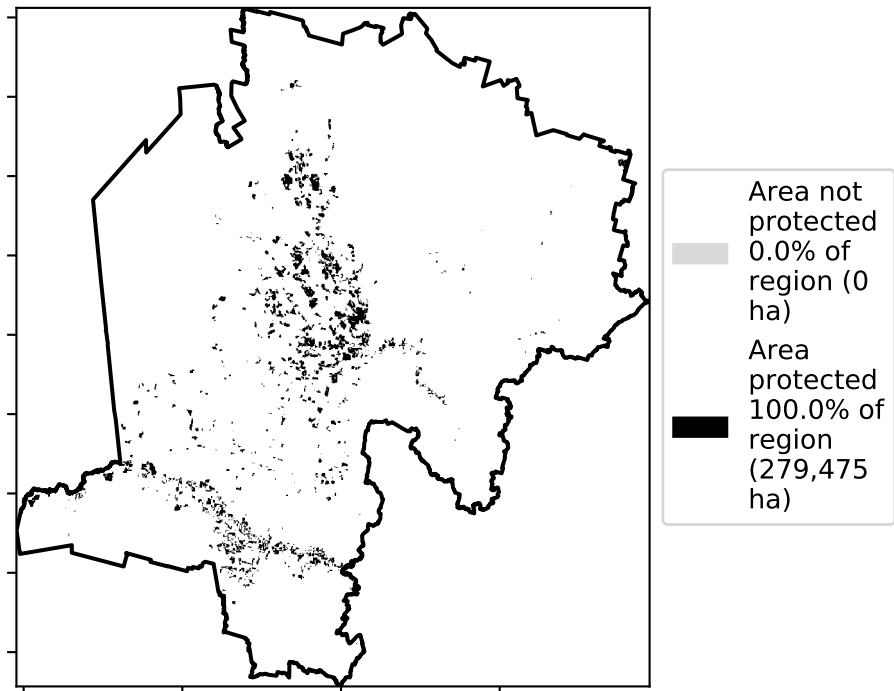 Area not
protected
0.0% of
region (0
ha)
Area
protected
100.0% of
region
(279,475
ha)